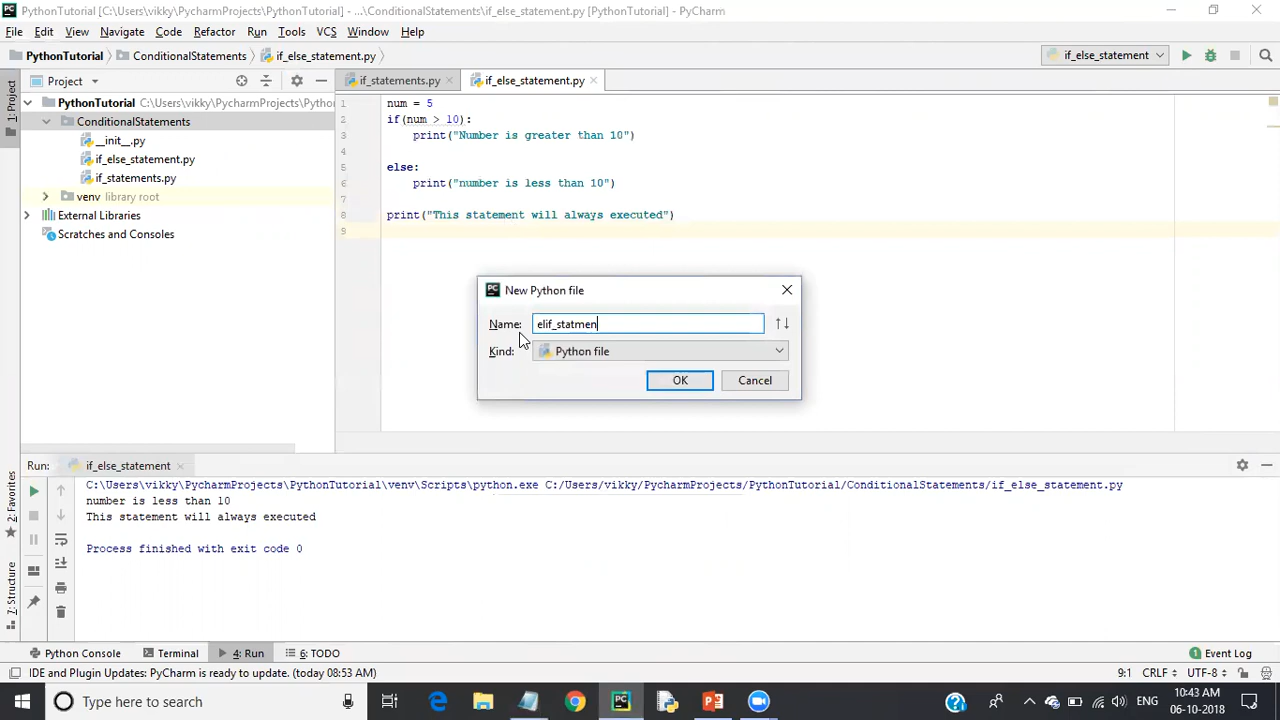 PythonTutorial [C:\Users\vikky\PycharmProjects\PythonTutorial] - ...\ConditionalStatements\if_else_statement.py [PythonTutorial] - PyCharm
File Edit View Navigate Code Refactor Run Tools VCS Window Help
PythonTutorial ConditionalStatements if_else_statement.py if_else_statement
1: Project
Project if_statements.py if_else_statement.py
PythonTutorial C:\Users\vikky\PycharmProjects\Pytho
ConditionalStatements
__init__.py
if_else_statement.py
if_statements.py
venv library root
External Libraries
Scratches and Consoles
1 num = 5
2 if(num > 10):
3 print("Number is greater than 10")
4
5 else:
6 print("number is less than 10")
7
8 print("This statement will always executed")
9
PC New Python file
Name: elif_statmen
Kind: Python file
OK Cancel
Run: if_else_statement
C:\Users\vikky\PycharmProjects\PythonTutorial\venv\Scripts\python.exe C:/Users/vikky/PycharmProjects/PythonTutorial/ConditionalStatements/if_else_statement.py
number is less than 10
This statement will always executed
Process finished with exit code 0
2: Favorites
7: Structure
Python Console Terminal 4: Run 6: TODO 1 Event Log
IDE and Plugin Updates: PyCharm is ready to update. (today 08:53 AM) 9:1 CRLF UTF-8
Type here to search ENG 10:43 AM
06-10-2018